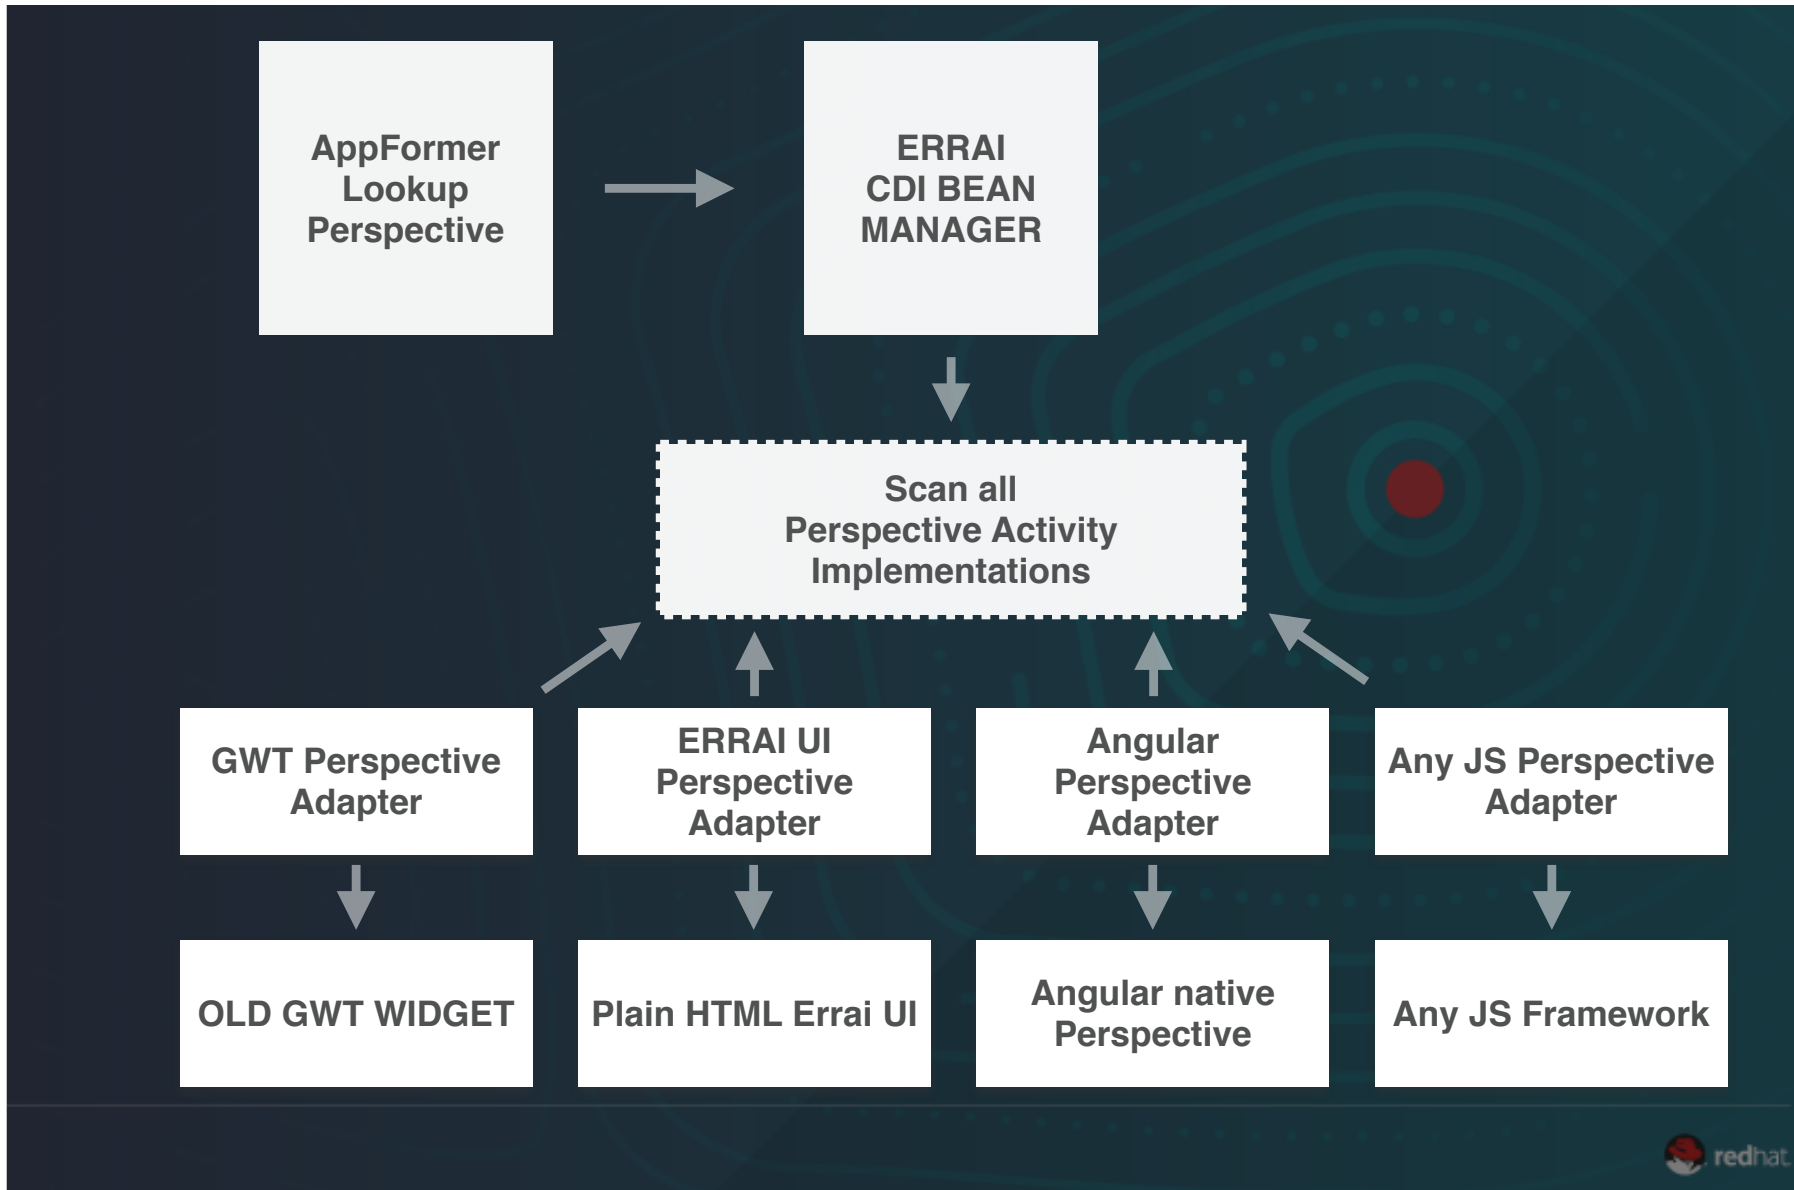 AppFormer
Lookup
Perspective
ERRAI
CDI BEAN
MANAGER
Scan all
Perspective Activity
Implementations
GWT Perspective
Adapter
ERRAI UI
Perspective
Adapter
Angular
Perspective
Adapter
Any JS Perspective
Adapter
OLD GWT WIDGET
Plain HTML Errai UI
Angular native
Perspective
Any JS Framework
redhat.